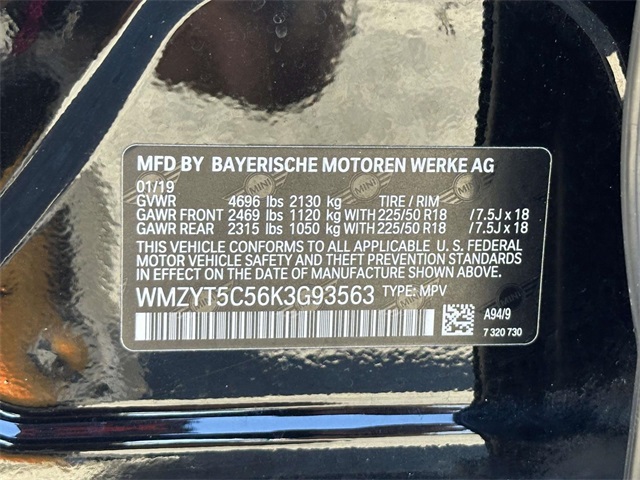 MFD BY BAYERISCHE MOTOREN WERKE AG
01/19
GVWR 4696 lbs 2130 kg TIRE / RIM
GAWR FRONT 2469 lbs 1120 kg WITH 225/50 R18 / 7.5J x 18
GAWR REAR 2315 lbs 1050 kg WITH 225/50 R18 / 7.5J x 18
THIS VEHICLE CONFORMS TO ALL APPLICABLE U. S. FEDERAL
MOTOR VEHICLE SAFETY AND THEFT PREVENTION STANDARDS
IN EFFECT ON THE DATE OF MANUFACTURE SHOWN ABOVE.
WMZYT5C56K3G93563 TYPE: MPV
A94/9
7 320 730